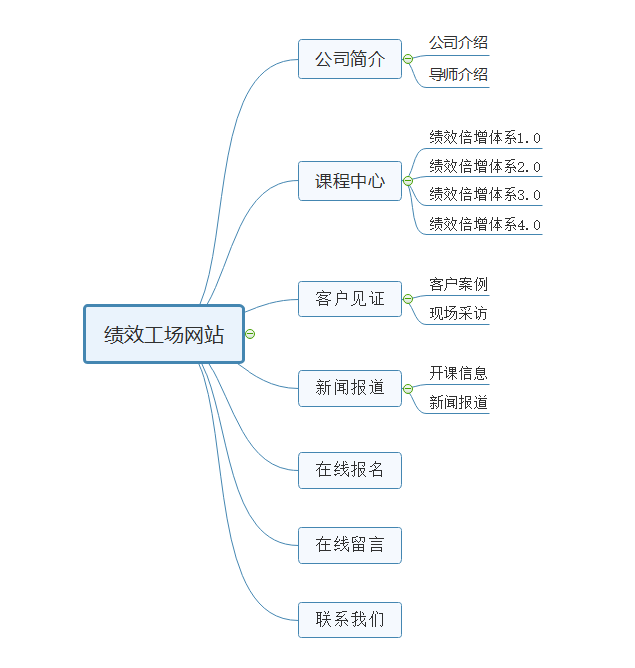 绩效工场网站
公司简介
公司介绍
导师介绍
课程中心
绩效倍增体系1.0
绩效倍增体系2.0
绩效倍增体系3.0
绩效倍增体系4.0
客户见证
客户案例
现场采访
新闻报道
开课信息
新闻报道
在线报名
在线留言
联系我们